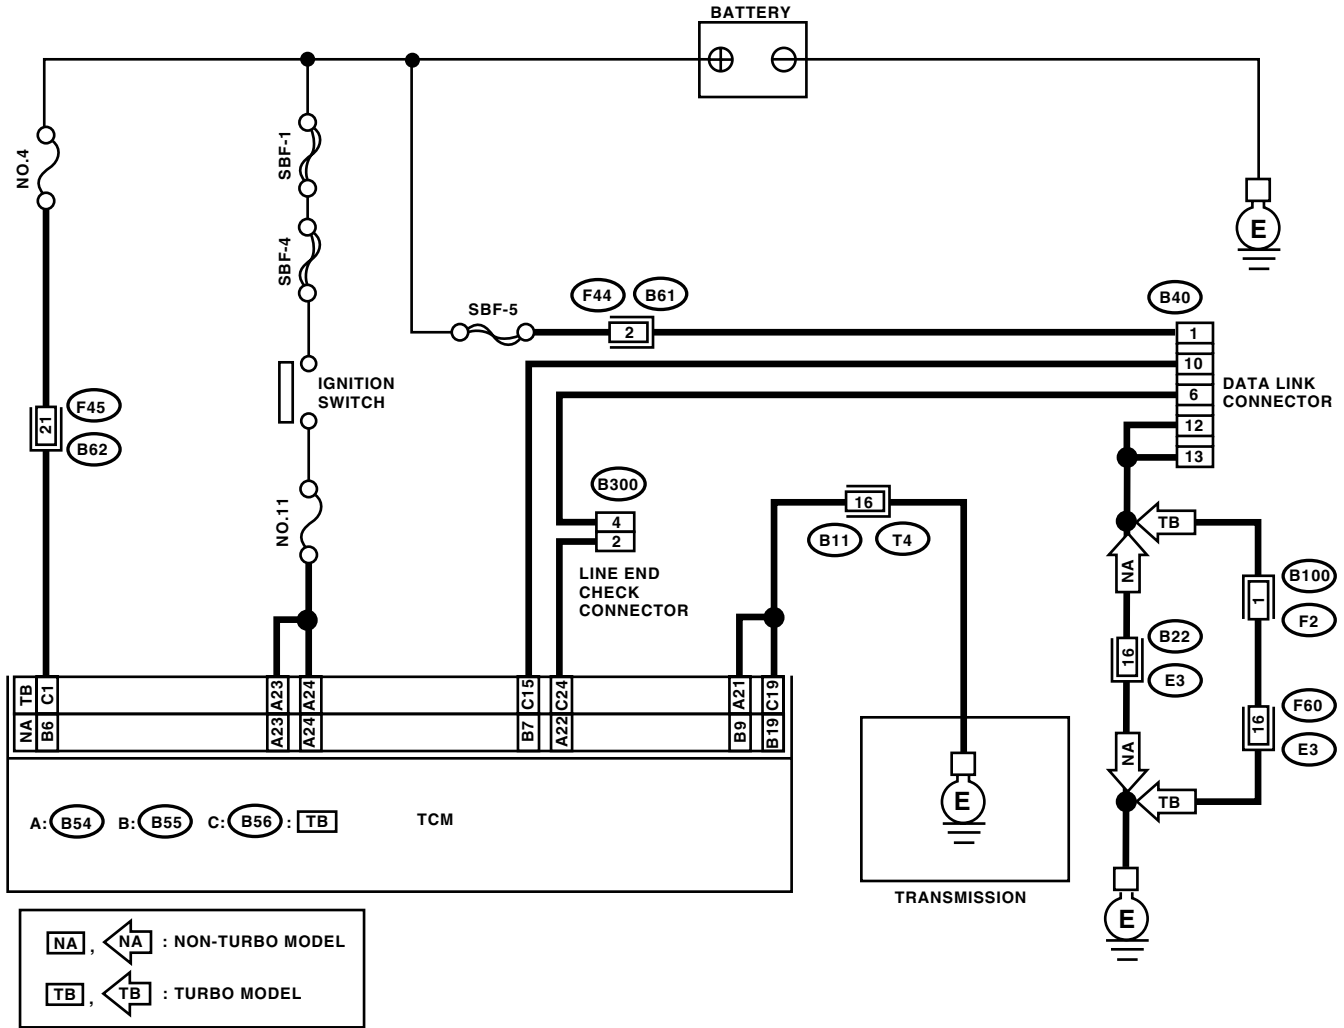 BATTERY
NO.4
SBF-1
SBF-4
E
SBF-5
F44
B61
2
B40
1
10
6
12
13
DATA LINK
CONNECTOR
IGNITION
SWITCH
21
F45
B62
NO.11
B300
4
2
LINE END
CHECK
CONNECTOR
16
B11
T4
TB
NA
B100
1
F2
B22
16
E3
F60
16
E3
NA
TB
TB C1 A23 A24 C15 C24 A21 C19
NA B6 A23 A24 B7 A22 B9 B19
A: B54 B: B55 C: B56 : TB
TCM
E
TRANSMISSION
E
NA , NA : NON-TURBO MODEL
TB , TB : TURBO MODEL